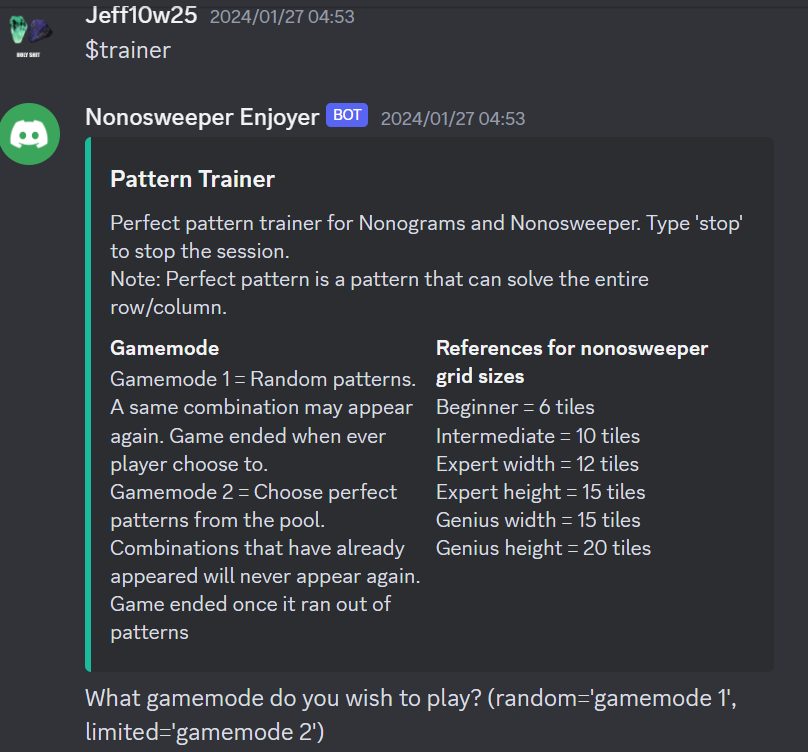 Jeff10w25 2024/01/27 04:53
HOLY SHIT
$trainer
Nonosweeper Enjoyer BOT 2024/01/27 04:53
Pattern Trainer
Perfect pattern trainer for Nonograms and Nonosweeper. Type 'stop'
to stop the session.
Note: Perfect pattern is a pattern that can solve the entire
row/column.
Gamemode
Gamemode 1 = Random patterns.
A same combination may appear
again. Game ended when ever
player choose to.
Gamemode 2 = Choose perfect
patterns from the pool.
Combinations that have already
appeared will never appear again.
Game ended once it ran out of
patterns
References for nonosweeper
grid sizes
Beginner = 6 tiles
Intermediate = 10 tiles
Expert width = 12 tiles
Expert height = 15 tiles
Genius width = 15 tiles
Genius height = 20 tiles
What gamemode do you wish to play? (random='gamemode 1',
limited='gamemode 2')